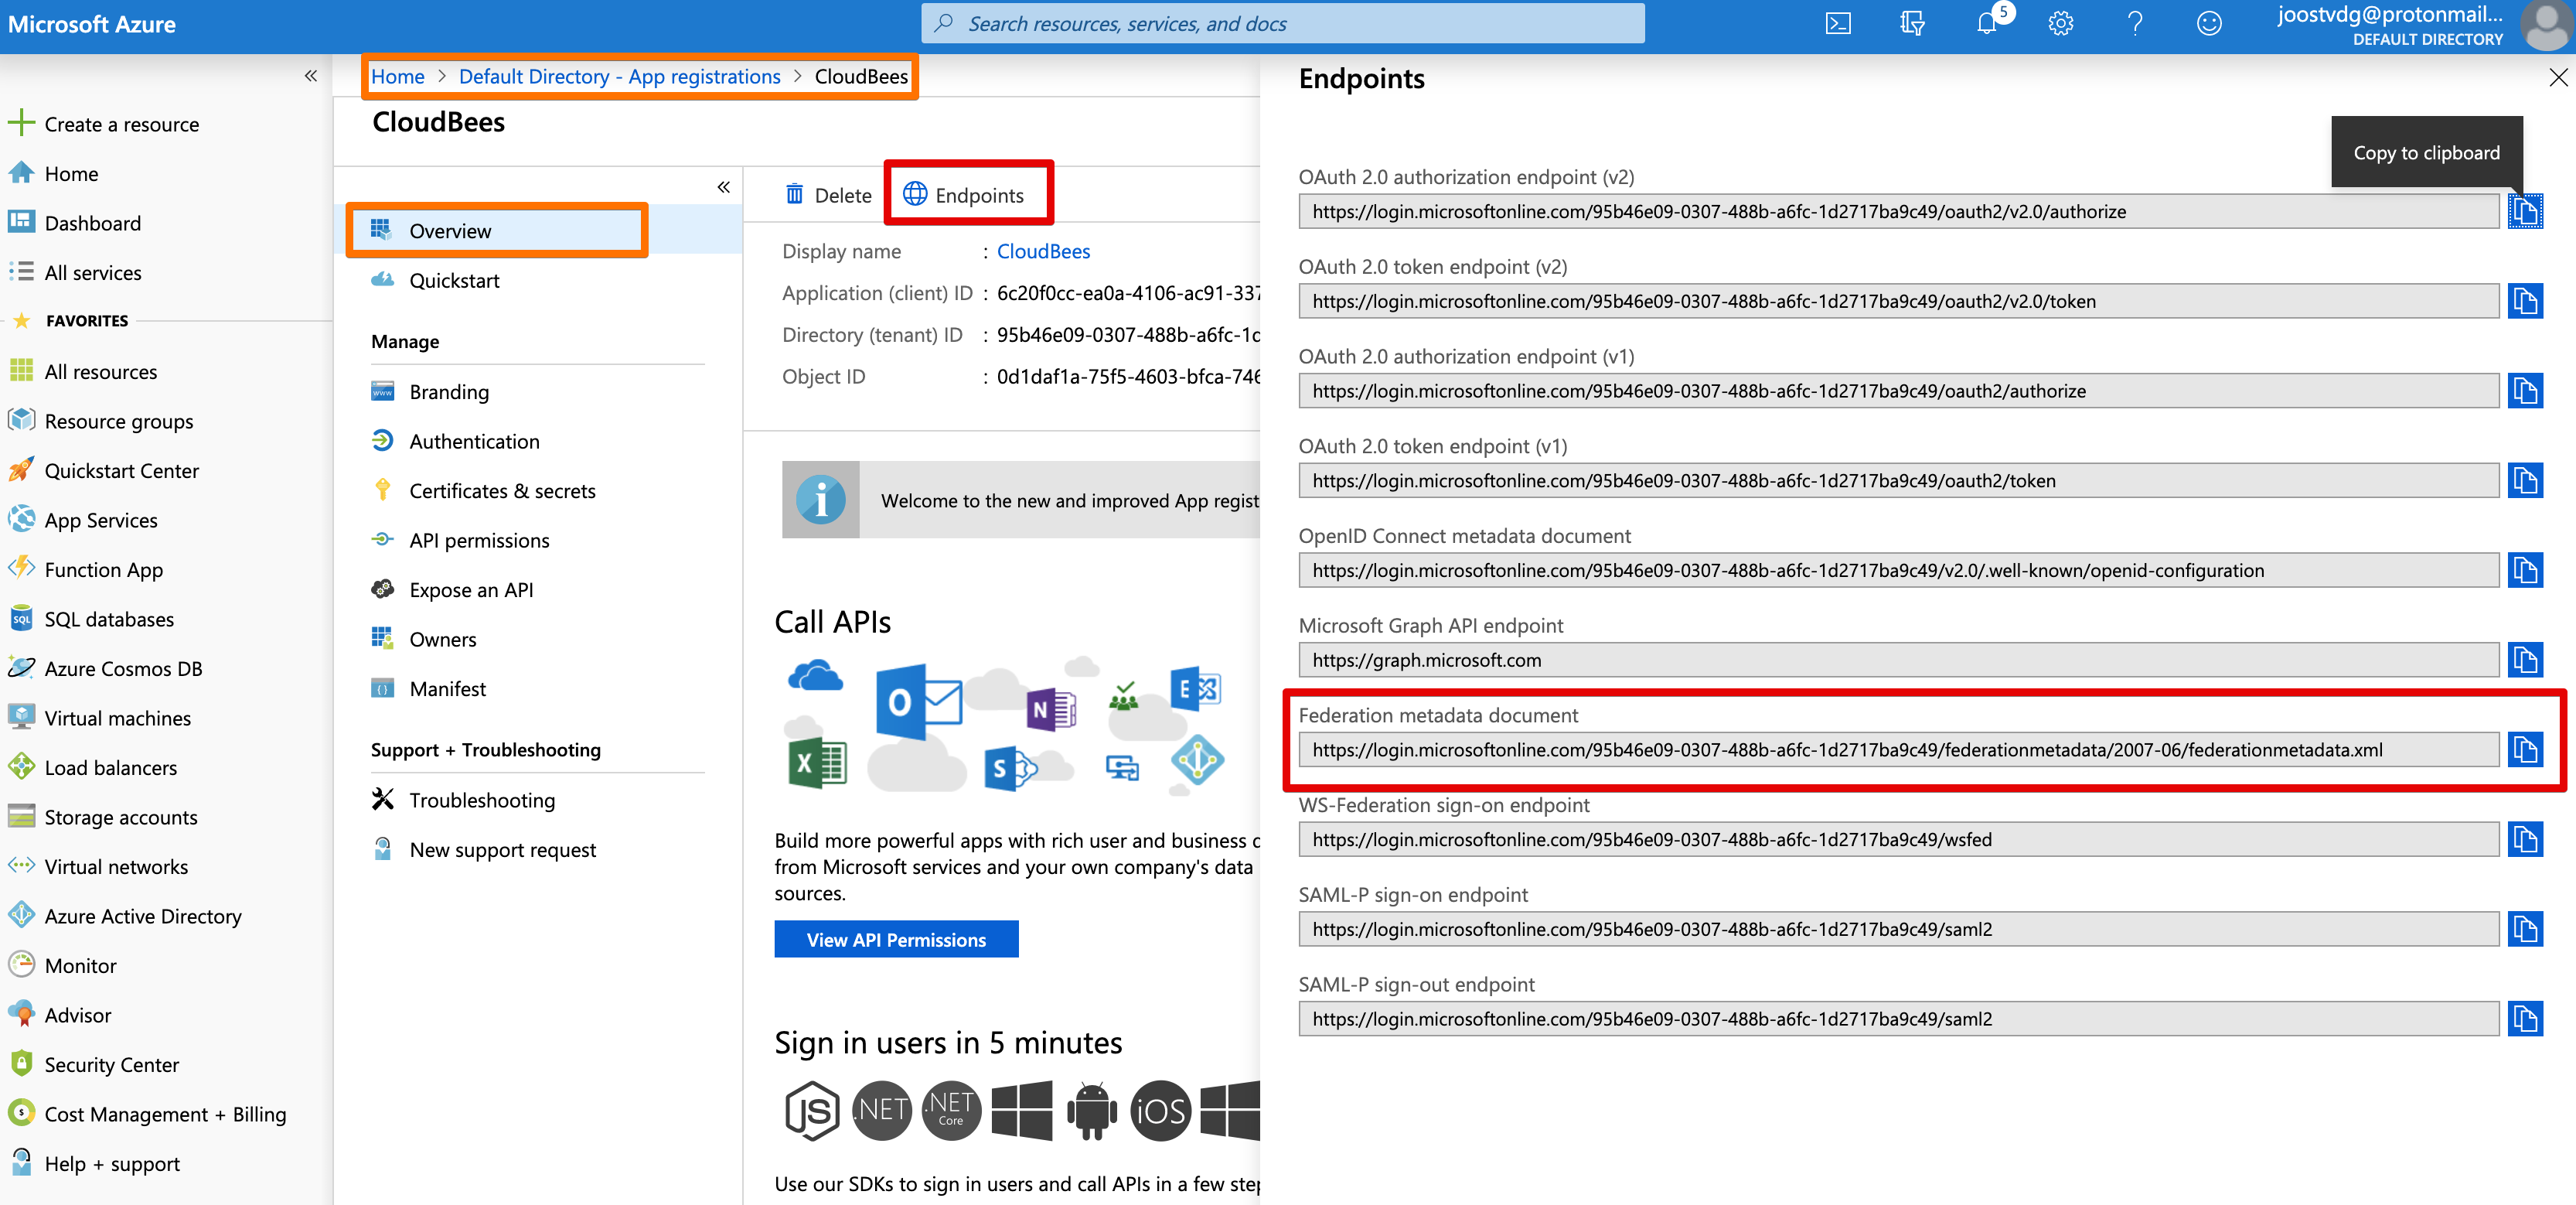 Microsoft Azure
Search resources, services, and docs
5
joostvdg@protonmail...
DEFAULT DIRECTORY
«
Create a resource
Home
Dashboard
All services
FAVORITES
All resources
Resource groups
Quickstart Center
App Services
Function App
SQL databases
Azure Cosmos DB
Virtual machines
Load balancers
Storage accounts
Virtual networks
Azure Active Directory
Monitor
Advisor
Security Center
Cost Management + Billing
Help + support
Home > Default Directory - App registrations > CloudBees
CloudBees
«
Overview
Quickstart
Manage
Branding
Authentication
Certificates & secrets
API permissions
Expose an API
Owners
Manifest
Support + Troubleshooting
Troubleshooting
New support request
Delete
Endpoints
Display name : CloudBees
Application (client) ID : 6c20f0cc-ea0a-4106-ac91-337
Directory (tenant) ID : 95b46e09-0307-488b-a6fc-1d
Object ID : 0d1daf1a-75f5-4603-bfca-746
Welcome to the new and improved App regist
Call APIs
Build more powerful apps with rich user and business d
from Microsoft services and your own company's data
sources.
View API Permissions
Sign in users in 5 minutes
JS
.NET
.NET
Core
iOS
Use our SDKs to sign in users and call APIs in a few step
Endpoints
Copy to clipboard
OAuth 2.0 authorization endpoint (v2)
https://login.microsoftonline.com/95b46e09-0307-488b-a6fc-1d2717ba9c49/oauth2/v2.0/authorize
OAuth 2.0 token endpoint (v2)
https://login.microsoftonline.com/95b46e09-0307-488b-a6fc-1d2717ba9c49/oauth2/v2.0/token
OAuth 2.0 authorization endpoint (v1)
https://login.microsoftonline.com/95b46e09-0307-488b-a6fc-1d2717ba9c49/oauth2/authorize
OAuth 2.0 token endpoint (v1)
https://login.microsoftonline.com/95b46e09-0307-488b-a6fc-1d2717ba9c49/oauth2/token
OpenID Connect metadata document
https://login.microsoftonline.com/95b46e09-0307-488b-a6fc-1d2717ba9c49/v2.0/.well-known/openid-configuration
Microsoft Graph API endpoint
https://graph.microsoft.com
Federation metadata document
https://login.microsoftonline.com/95b46e09-0307-488b-a6fc-1d2717ba9c49/federationmetadata/2007-06/federationmetadata.xml
WS-Federation sign-on endpoint
https://login.microsoftonline.com/95b46e09-0307-488b-a6fc-1d2717ba9c49/wsfed
SAML-P sign-on endpoint
https://login.microsoftonline.com/95b46e09-0307-488b-a6fc-1d2717ba9c49/saml2
SAML-P sign-out endpoint
https://login.microsoftonline.com/95b46e09-0307-488b-a6fc-1d2717ba9c49/saml2